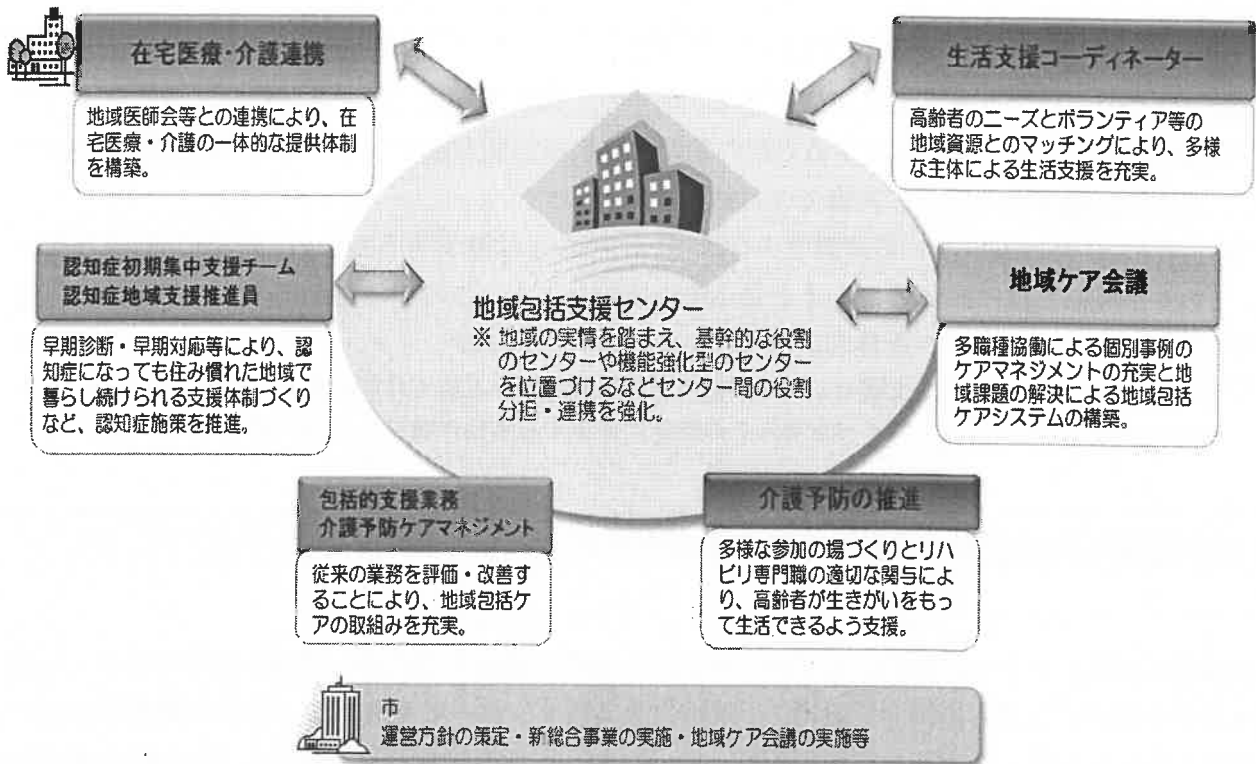 在宅医療・介護連携
地域医師会等との連携により、在
宅医療・介護の一体的な提供体制
を構築。
生活支援コーディネーター
高齢者のニーズとボランティア等の
地域資源とのマッチングにより、多様
な主体による生活支援を充実。
認知症初期集中支援チーム
認知症地域支援推進員
早期診断・早期対応等により、認
知症になっても住み慣れた地域で
暮らし続けられる支援体制づくり
など、認知症施策を推進。
地域包括支援センター
※ 地域の実情を踏まえ、基幹的な役割
のセンターや機能強化型のセンター
を位置づけるなどセンター間の役割
分担・連携を強化。
地域ケア会議
多職種協働による個別事例の
ケアマネジメントの充実と地
域課題の解決による地域包括
ケアシステムの構築。
包括的支援業務
介護予防ケアマネジメント
従来の業務を評価・改善す
ることにより、地域包括ケ
アの取組みを充実。
介護予防の推進
多様な参加の場づくりとリハ
ビリ専門職の適切な関与によ
り、高齢者が生きがいをもっ
て生活できるよう支援。
市
運営方針の策定・新総合事業の実施・地域ケア会議の実施等